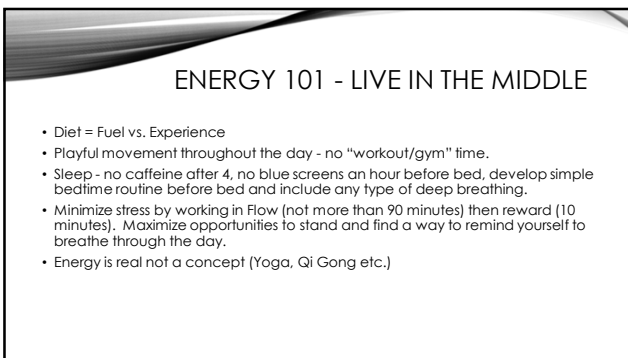 ENERGY 101 - LIVE IN THE MIDDLE
• Diet = Fuel vs. Experience
• Playful movement throughout the day - no “workout/gym” time.
• Sleep - no caffeine after 4, no blue screens an hour before bed, develop simple
bedtime routine before bed and include any type of deep breathing.
• Minimize stress by working in Flow (not more than 90 minutes) then reward (10
minutes). Maximize opportunities to stand and find a way to remind yourself to
breathe through the day.
• Energy is real not a concept (Yoga, Qi Gong etc.)